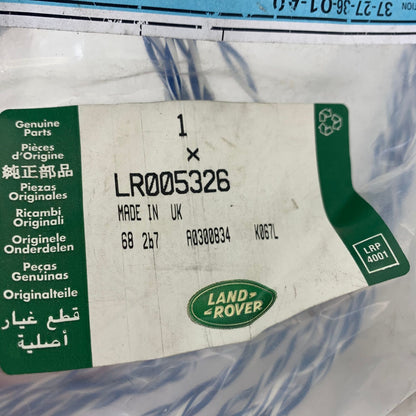 37-27-36-01-A0
Genuine
Parts
Pièces
d'Origine
純正部品
Piezas
Originales
Ricambi
Originali
Originele
Onderdelen
Peças
Genuinas
Originalteile
قطع غيار
أصلية
1
×
LR005326
MADE IN UK
68 2b7 A0300834 K067L
LAND-
-ROVER
LRP
4001